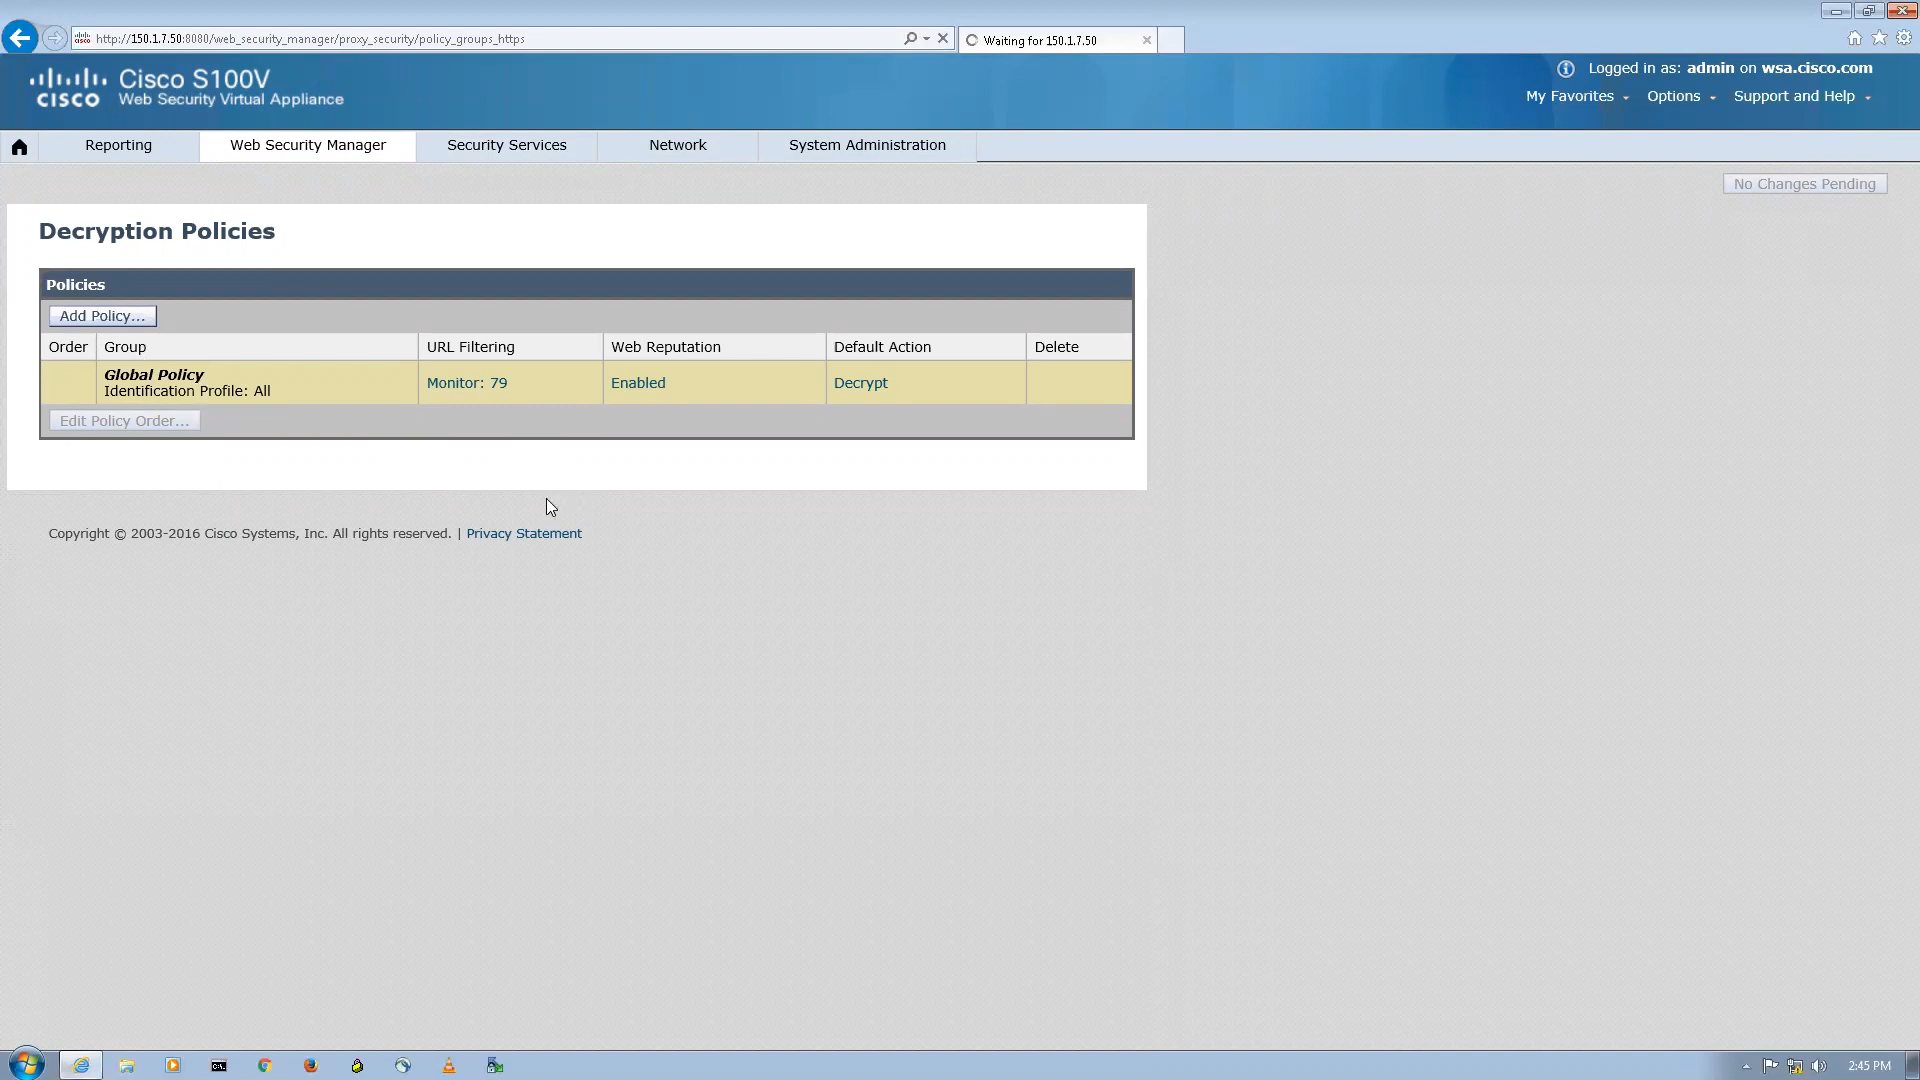 http://150.1.7.50:8080/web_security_manager/proxy_security/policy_groups_https
Waiting for 150.1.7.50
CISCO
Cisco S100V
Web Security Virtual Appliance
Logged in as: admin on wsa.cisco.com
My Favorites Options Support and Help
Reporting Web Security Manager Security Services Network System Administration
No Changes Pending
Decryption Policies
Policies
Add Policy...
Order Group URL Filtering Web Reputation Default Action Delete
Global Policy
Identification Profile: All
Monitor: 79 Enabled Decrypt
Edit Policy Order...
Copyright © 2003-2016 Cisco Systems, Inc. All rights reserved. | Privacy Statement
2:45 PM